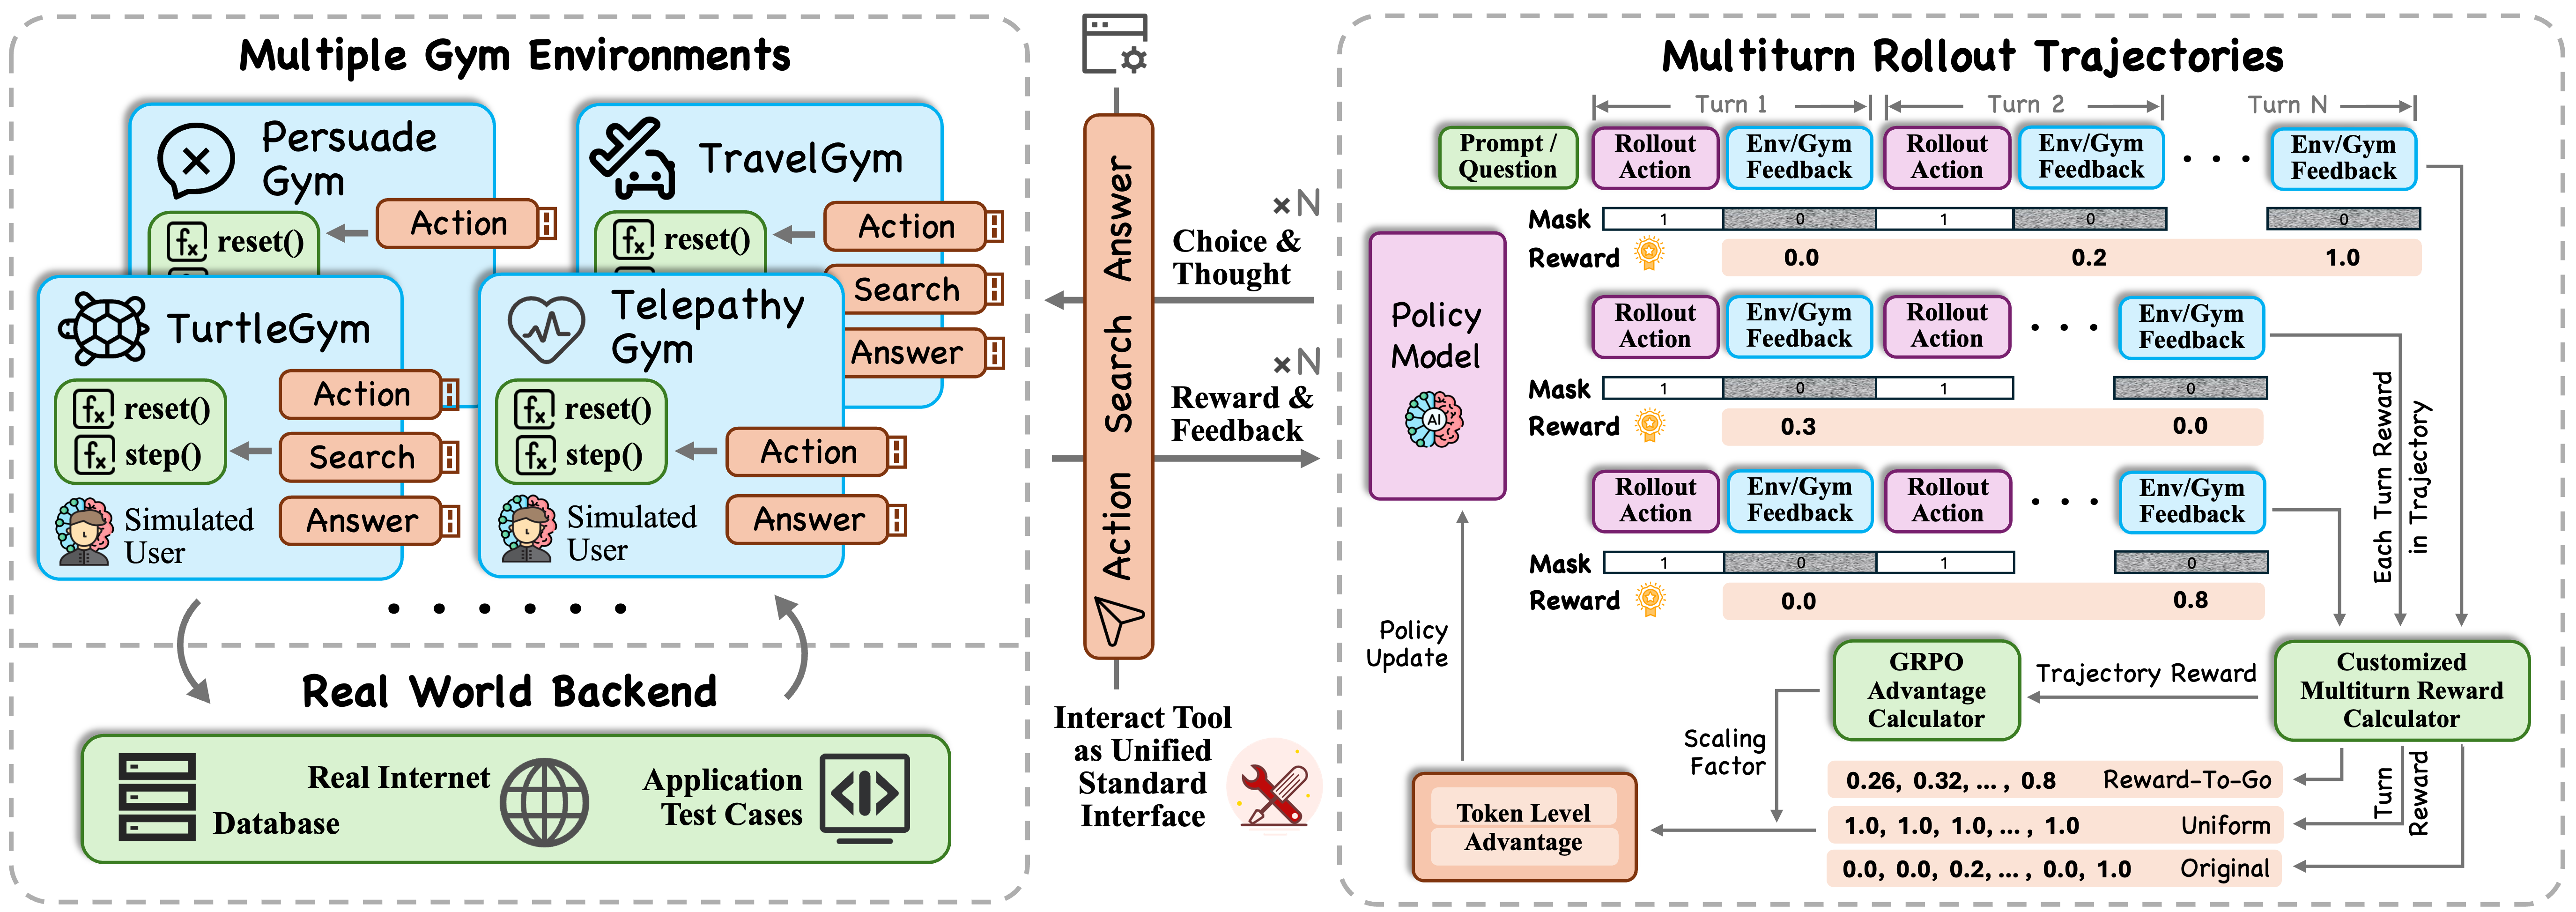 Multiple Gym Environments
Persuade
Gym
fx reset()
Action
TravelGym
fx reset()
Action
Search
Answer
TurtleGym
fx reset()
fx step()
Action
Search
Answer
Simulated
User
Telepathy
Gym
fx reset()
fx step()
Action
Answer
Simulated
User
Real World Backend
Database
Real Internet
Application
Test Cases
Action Search Answer
×N
Choice &
Thought
×N
Reward &
Feedback
Interact Tool
as Unified
Standard
Interface
Multiturn Rollout Trajectories
Turn 1
Turn 2
Turn N
Prompt /
Question
Rollout
Action
Env/Gym
Feedback
Rollout
Action
Env/Gym
Feedback
Env/Gym
Feedback
Mask 1 0 1 0 0
Reward 0.0 0.2 1.0
Policy
Model
AI
Rollout
Action
Env/Gym
Feedback
Rollout
Action
Env/Gym
Feedback
Mask 1 0 1 0
Reward 0.3 0.0
Rollout
Action
Env/Gym
Feedback
Rollout
Action
Env/Gym
Feedback
Mask 1 0 1 0
Reward 0.0 0.8
Each Turn Reward
in Trajectory
Policy
Update
GRPO
Advantage
Calculator
Trajectory Reward
Customized
Multiturn Reward
Calculator
Scaling
Factor
Turn
Reward
Token Level
Advantage
0.26, 0.32, ... , 0.8 Reward-To-Go
1.0, 1.0, 1.0, ... , 1.0 Uniform
0.0, 0.0, 0.2, ... , 0.0, 1.0 Original